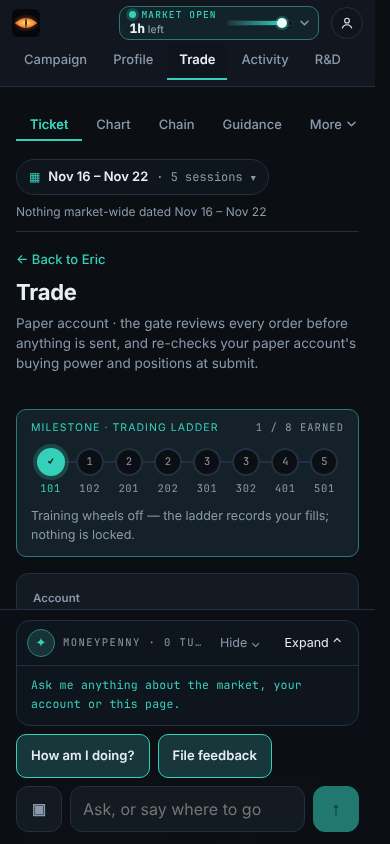 MARKET OPEN
1h left
Campaign Profile Trade Activity R&D
Ticket Chart Chain Guidance More
Nov 16 – Nov 22 · 5 sessions ▾
Nothing market-wide dated Nov 16 – Nov 22
← Back to Eric
Trade
Paper account · the gate reviews every order before
anything is sent, and re-checks your paper account's
buying power and positions at submit.
MILESTONE · TRADING LADDER 1 / 8 EARNED
✓ 1 2 2 3 3 4 5
101 102 201 202 301 302 401 501
Training wheels off — the ladder records your fills;
nothing is locked.
Account
MONEYPENNY · 0 TU… Hide Expand
Ask me anything about the market, your
account or this page.
How am I doing? File feedback
Ask, or say where to go